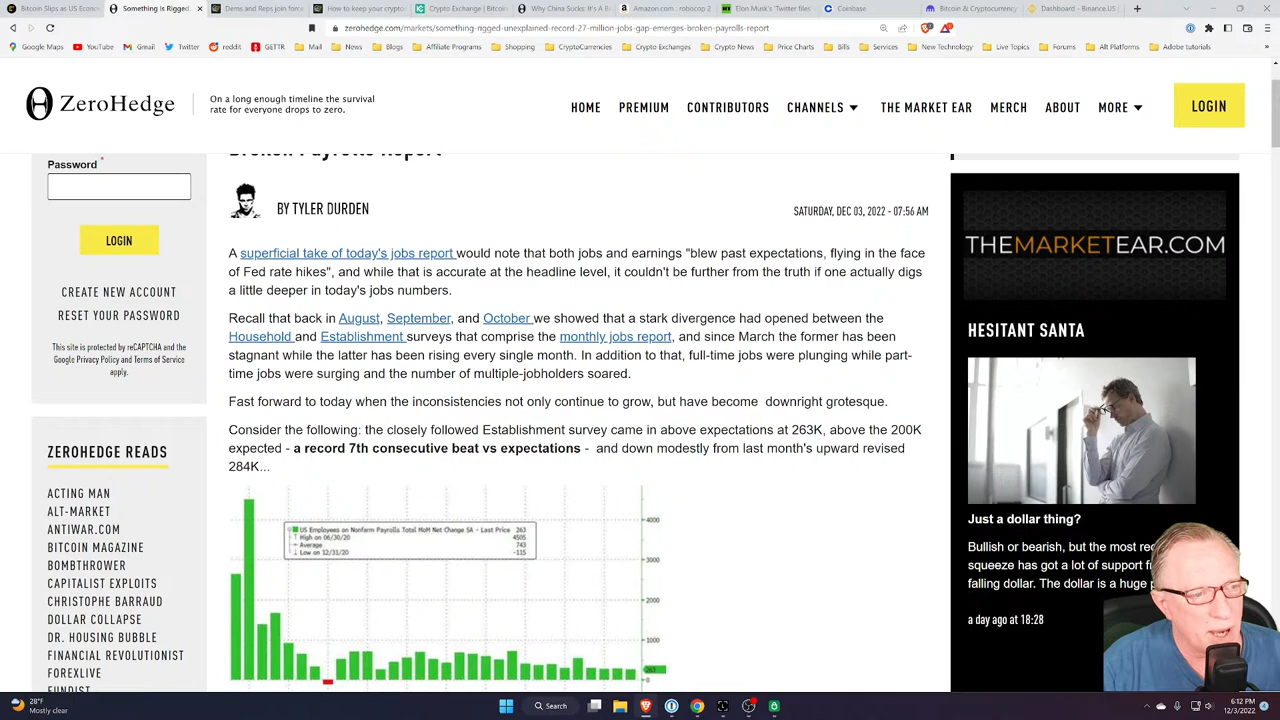 Bitcoin Slips as US Econom
Something Is Rigged
Dems and Reps join force
How to keep your crypto
Crypto Exchange | Bitcoin
Why China Sucks: It's A B
Amazon.com: robocop 2
Elon Musk's 'Twitter files
Coinbase
Bitcoin & Cryptocurrency
Dashboard - Binance.US
zerohedge.com/markets/something-rigged-unexplained-record-27-million-jobs-gap-emerges-broken-payrolls-report
Google Maps
YouTube
Gmail
Twitter
reddit
GETTR
Mail
News
Blogs
Affiliate Programs
Shopping
CryptoCurrencies
Crypto Exchanges
Crypto News
Price Charts
Bills
Services
New Technology
Live Topics
Forums
Alt Platforms
Adobe tutorials
ZeroHedge
On a long enough timeline the survival
rate for everyone drops to zero.
HOME
PREMIUM
CONTRIBUTORS
CHANNELS
THE MARKET EAR
MERCH
ABOUT
MORE
LOGIN
Broken Payrolls Report
Password *
LOGIN
CREATE NEW ACCOUNT
RESET YOUR PASSWORD
This site is protected by reCAPTCHA and the
Google Privacy Policy and Terms of Service
apply.
ZEROHEDGE READS
ACTING MAN
ALT-MARKET
ANTIWAR.COM
BITCOIN MAGAZINE
BOMBTHROWER
CAPITALIST EXPLOITS
CHRISTOPHE BARRAUD
DOLLAR COLLAPSE
DR. HOUSING BUBBLE
FINANCIAL REVOLUTIONIST
FOREXLIVE
FUNDIST
BY TYLER DURDEN
SATURDAY, DEC 03, 2022 - 07:56 AM
A superficial take of today's jobs report would note that both jobs and earnings "blew past expectations, flying in the face
of Fed rate hikes", and while that is accurate at the headline level, it couldn't be further from the truth if one actually digs
a little deeper in today's jobs numbers.
Recall that back in August, September, and October we showed that a stark divergence had opened between the
Household and Establishment surveys that comprise the monthly jobs report, and since March the former has been
stagnant while the latter has been rising every single month. In addition to that, full-time jobs were plunging while part-
time jobs were surging and the number of multiple-jobholders soared.
Fast forward to today when the inconsistencies not only continue to grow, but have become downright grotesque.
Consider the following: the closely followed Establishment survey came in above expectations at 263K, above the 200K
expected - a record 7th consecutive beat vs expectations - and down modestly from last month's upward revised
284K...
US Employees on Nonfarm Payrolls Total MoM Net Change SA - Last Price 263
High on 06/30/20 4505
Average 743
Low on 12/31/20 -115
4000
3000
2000
1000
263
0
THEMARKETEAR.COM
HESITANT SANTA
Just a dollar thing?
Bullish or bearish, but the most rec
squeeze has got a lot of support f
falling dollar. The dollar is a huge
a day ago at 18:28
28°F
Mostly clear
Search
6:12 PM
12/3/2022